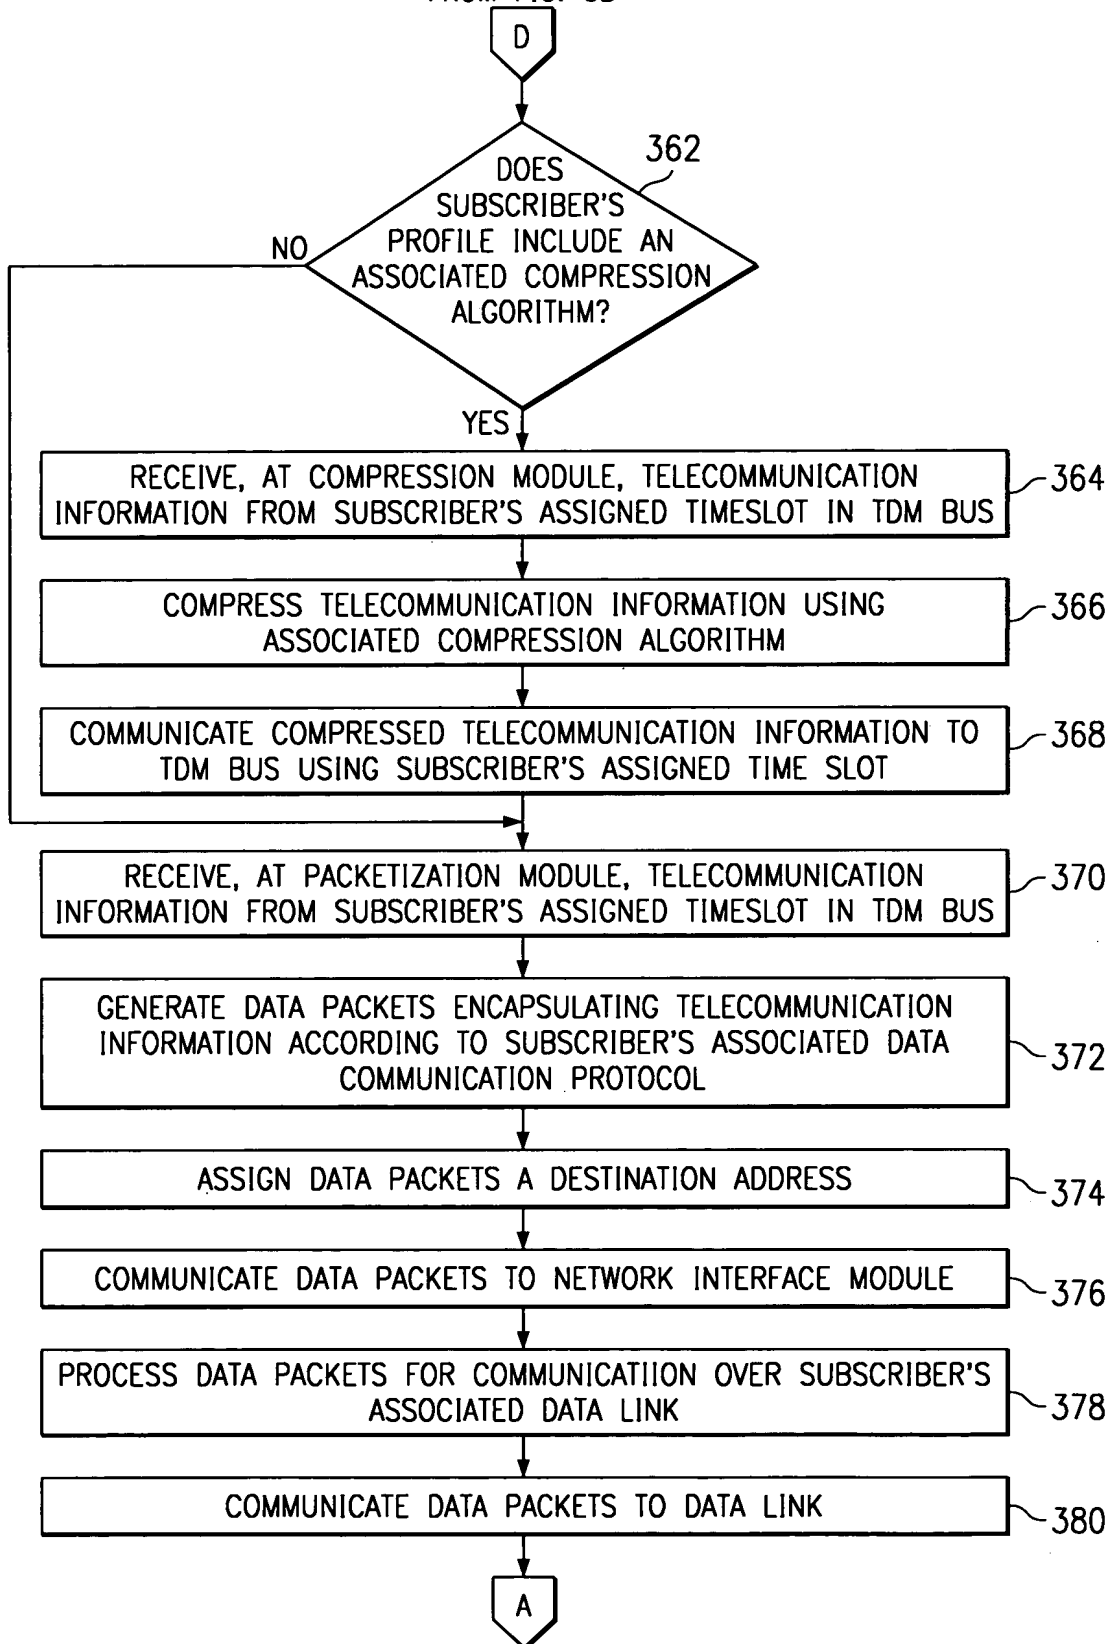 D
362
DOES
SUBSCRIBER'S
PROFILE INCLUDE AN
ASSOCIATED COMPRESSION
ALGORITHM?
NO
YES
RECEIVE, AT COMPRESSION MODULE, TELECOMMUNICATION
INFORMATION FROM SUBSCRIBER'S ASSIGNED TIMESLOT IN TDM BUS
364
COMPRESS TELECOMMUNICATION INFORMATION USING
ASSOCIATED COMPRESSION ALGORITHM
366
COMMUNICATE COMPRESSED TELECOMMUNICATION INFORMATION TO
TDM BUS USING SUBSCRIBER'S ASSIGNED TIME SLOT
368
RECEIVE, AT PACKETIZATION MODULE, TELECOMMUNICATION
INFORMATION FROM SUBSCRIBER'S ASSIGNED TIMESLOT IN TDM BUS
370
GENERATE DATA PACKETS ENCAPSULATING TELECOMMUNICATION
INFORMATION ACCORDING TO SUBSCRIBER'S ASSOCIATED DATA
COMMUNICATION PROTOCOL
372
ASSIGN DATA PACKETS A DESTINATION ADDRESS
374
COMMUNICATE DATA PACKETS TO NETWORK INTERFACE MODULE
376
PROCESS DATA PACKETS FOR COMMUNICATIION OVER SUBSCRIBER'S
ASSOCIATED DATA LINK
378
COMMUNICATE DATA PACKETS TO DATA LINK
380
A